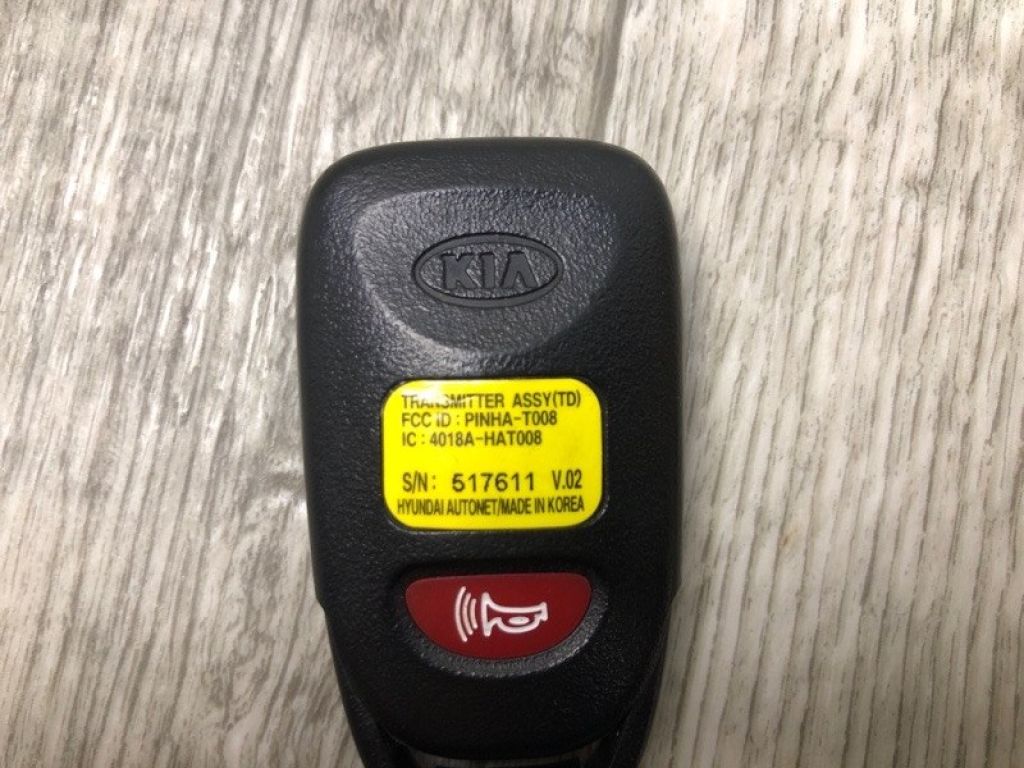 KIA
TRANSMITTER ASSY(TD)
FCC ID : PINHA-T008
IC : 4018A-HAT008
S/N: 517611 V.02
HYUNDAI AUTONET/MADE IN KOREA